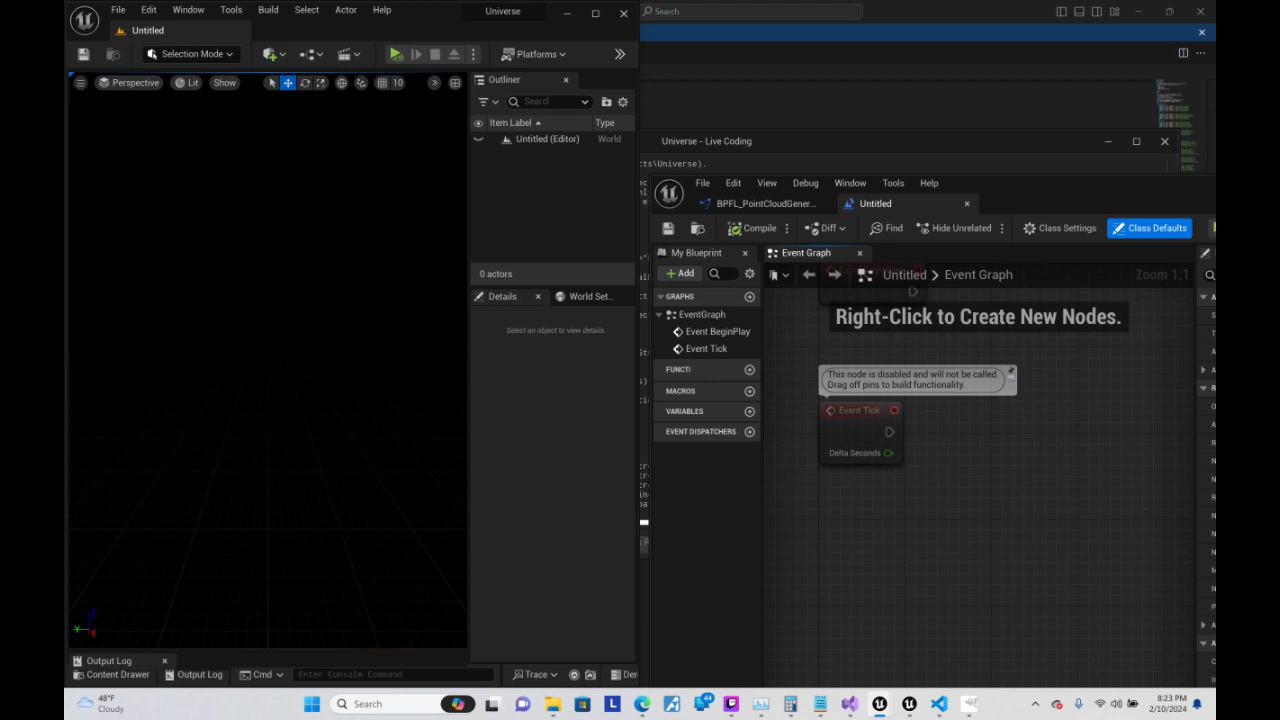 File Edit Window Tools Build Select Actor Help
Universe
Untitled
Selection Mode
Platforms
Perspective
Lit
Show
10
Outliner
Search
Item Label
Type
Untitled (Editor)
World
0 actors
Details
World Set...
Select an object to view details.
Output Log
Content Drawer
Output Log
Cmd
Enter Console Command
Trace
Der
Search
Universe - Live Coding
cts\Universe).
File Edit View Debug Window Tools Help
BPFL_PointCloudGener...
Untitled
Compile
Diff
Find
Hide Unrelated
Class Settings
Class Defaults
My Blueprint
Event Graph
Add
Untitled > Event Graph
Zoom 1:1
Right-Click to Create New Nodes.
GRAPHS
EventGraph
Event BeginPlay
Event Tick
FUNCTI
MACROS
VARIABLES
EVENT DISPATCHERS
This node is disabled and will not be called.
Drag off pins to build functionality.
Event Tick
Delta Seconds
48°F
Cloudy
Search
44
8:23 PM
2/10/2024